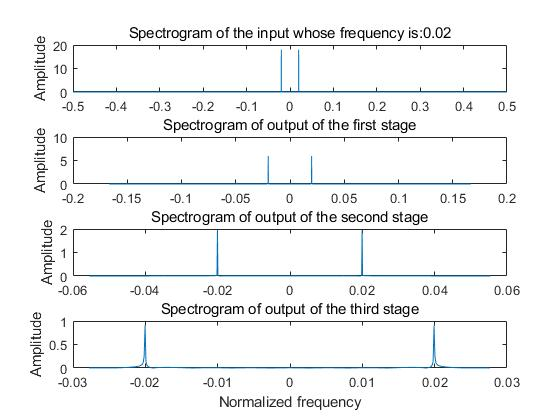 Spectrogram of the input whose frequency is:0.02
Amplitude
20
10
0
-0.5 -0.4 -0.3 -0.2 -0.1 0 0.1 0.2 0.3 0.4 0.5
Spectrogram of output of the first stage
Amplitude
10
5
0
-0.2 -0.15 -0.1 -0.05 0 0.05 0.1 0.15 0.2
Spectrogram of output of the second stage
Amplitude
2
1
0
-0.06 -0.04 -0.02 0 0.02 0.04 0.06
Spectrogram of output of the third stage
Amplitude
1
0.5
0
-0.03 -0.02 -0.01 0 0.01 0.02 0.03
Normalized frequency